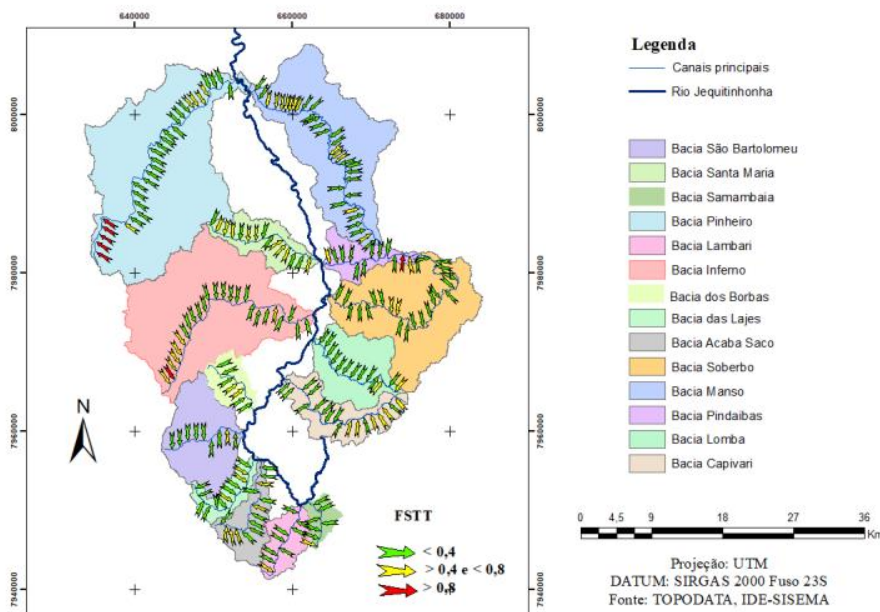 640000 660000 680000
8000000 8000000
7980000 7980000
7960000 7960000
7940000 7940000
N
FSTT
< 0,4
> 0,4 e < 0,8
> 0,8
Legenda
Canais principais
Rio Jequitinhonha
Bacia São Bartolomeu
Bacia Santa Maria
Bacia Samambaia
Bacia Pinheiro
Bacia Lambari
Bacia Inferno
Bacia dos Borbas
Bacia das Lajes
Bacia Acaba Saco
Bacia Soberbo
Bacia Manso
Bacia Pindaibas
Bacia Lomba
Bacia Capivari
0 4,5 9 18 27 36
Km
Projeção: UTM
DATUM: SIRGAS 2000 Fuso 23S
Fonte: TOPODATA, IDE-SISEMA